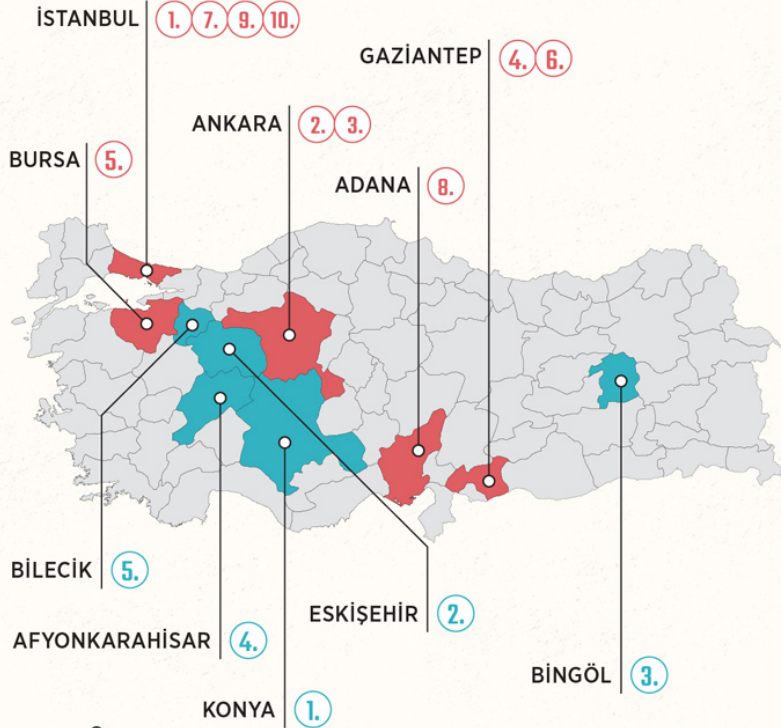 İSTANBUL 1. 7. 9. 10.
GAZİANTEP 4. 6.
ANKARA 2. 3.
BURSA 5.
ADANA 8.
BİLECİK 5.
ESKİŞEHİR 2.
AFYONKARAHİSAR 4.
BİNGÖL 3.
KONYA 1.